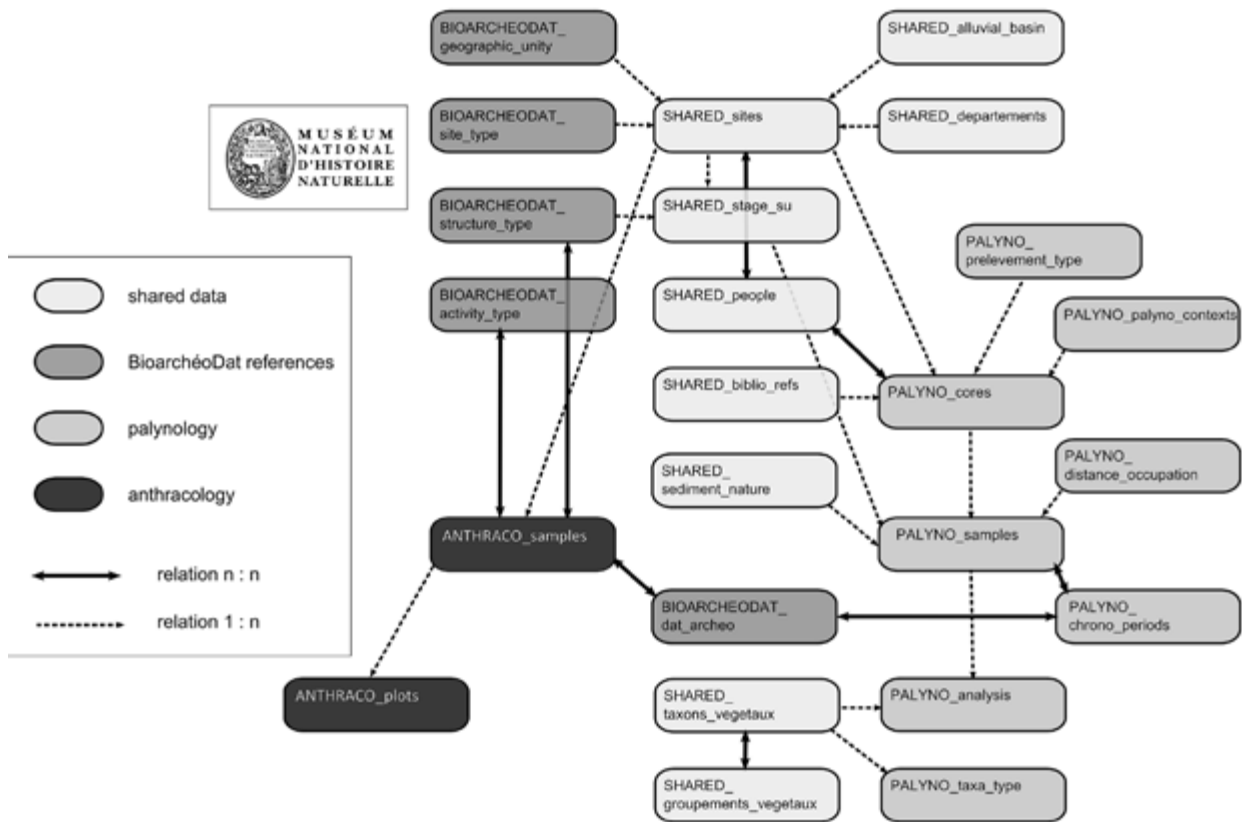 BIOARCHEODAT_
geographic_unity
SHARED_alluvial_basin
MUSÉUM
NATIONAL
D'HISTOIRE
NATURELLE
BIOARCHEODAT_
site_type
SHARED_sites
SHARED_departements
BIOARCHEODAT_
structure_type
SHARED_stage_su
PALYNO_
prelevement_type
shared data
BIOARCHEODAT_
activity_type
SHARED_people
PALYNO_palyno_contexts
BioarchéoDat references
SHARED_biblio_refs
PALYNO_cores
palynology
SHARED_
sediment_nature
PALYNO_
distance_occupation
anthracology
ANTHRACO_samples
PALYNO_samples
relation n : n
BIOARCHEODAT_
dat_archeo
PALYNO_
chrono_periods
relation 1 : n
ANTHRACO_plots
SHARED_
taxons_vegetaux
PALYNO_analysis
SHARED_
groupements_vegetaux
PALYNO_taxa_type